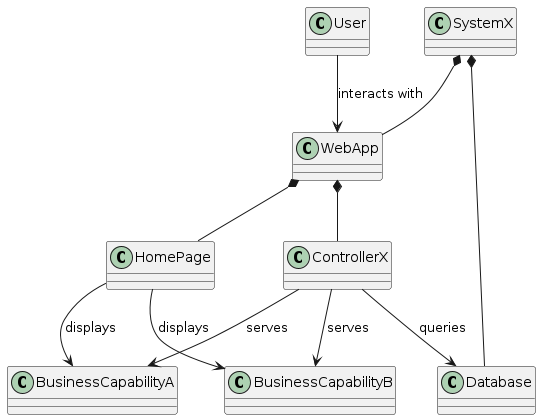 C User
C SystemX
interacts with
C WebApp
C HomePage
C ControllerX
displays
displays
serves
serves
queries
C BusinessCapabilityA
C BusinessCapabilityB
C Database